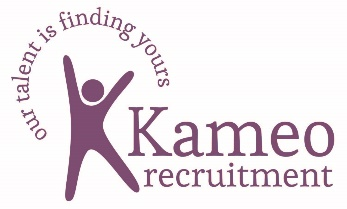 our talent is finding yours
Kameo
recruitment